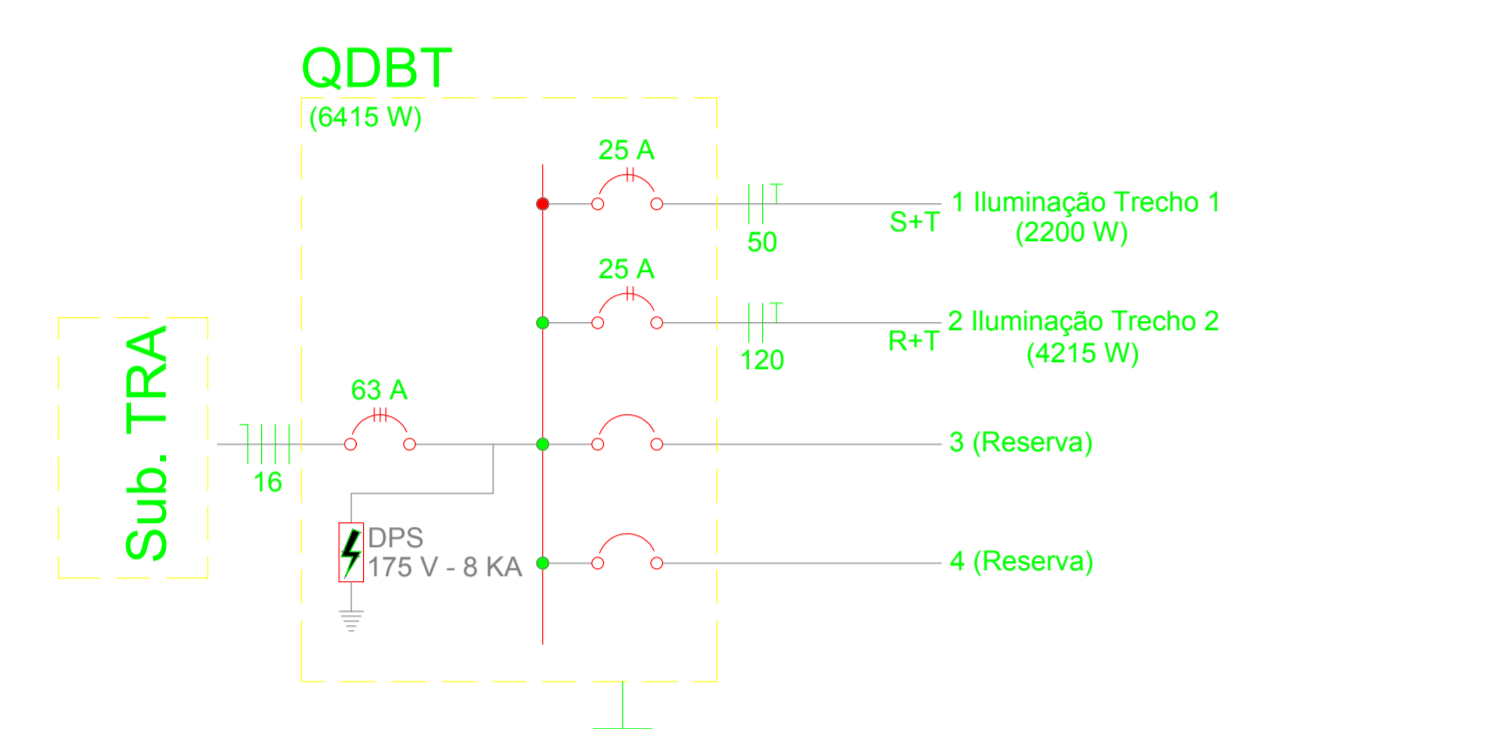 QDBT
(6415 W)
25 A
1 Iluminação Trecho 1
S+T
(2200 W)
50
25 A
2 Iluminação Trecho 2
R+T
(4215 W)
120
Sub. TRA
63 A
16
3 (Reserva)
DPS
175 V - 8 KA
4 (Reserva)